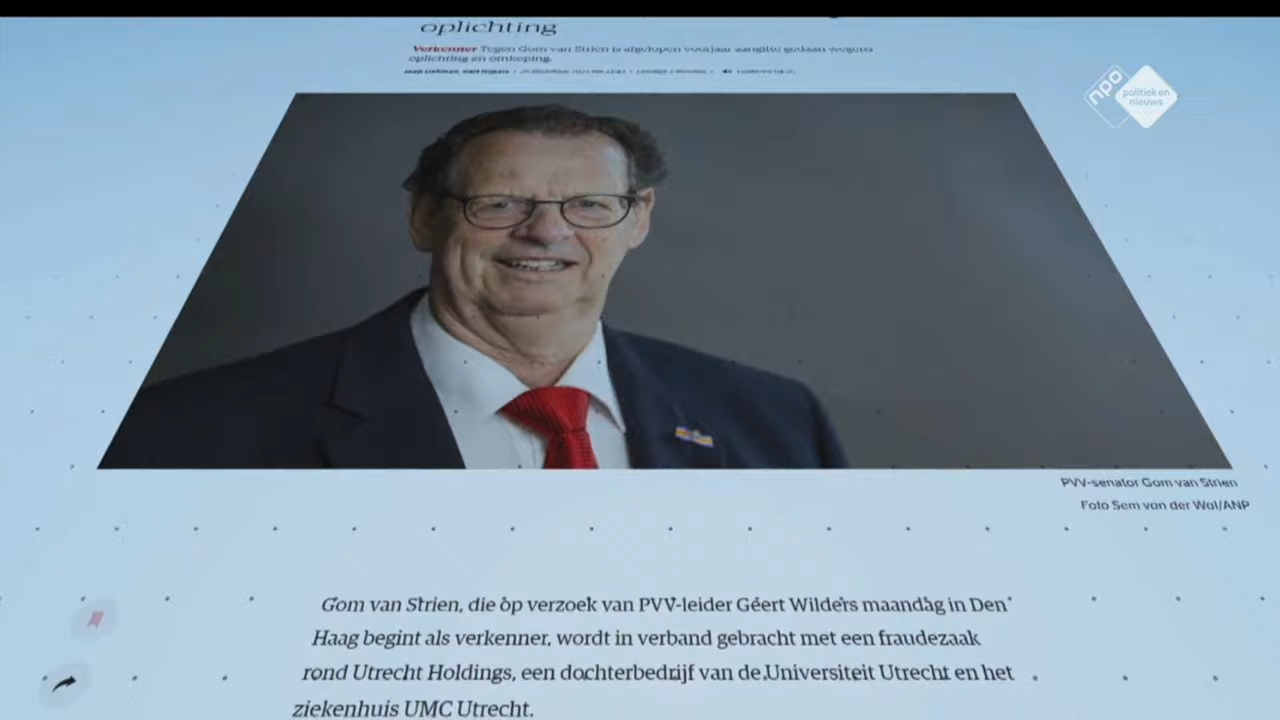 oplichting
Verkenner Tegen Gom van Strien is afgelopen voorjaar aangifte gedaan wegens
oplichting en omkoping.
npo
politiek en
nieuws
PVV-senator Gom van Strien
Foto Sem van der Wal/ANP
Gom van Strien, die op verzoek van PVV-leider Geert Wilders maandag in Den
Haag begint als verkenner, wordt in verband gebracht met een fraudezaak
rond Utrecht Holdings, een dochterbedrijf van de Universiteit Utrecht en het
ziekenhuis UMC Utrecht.